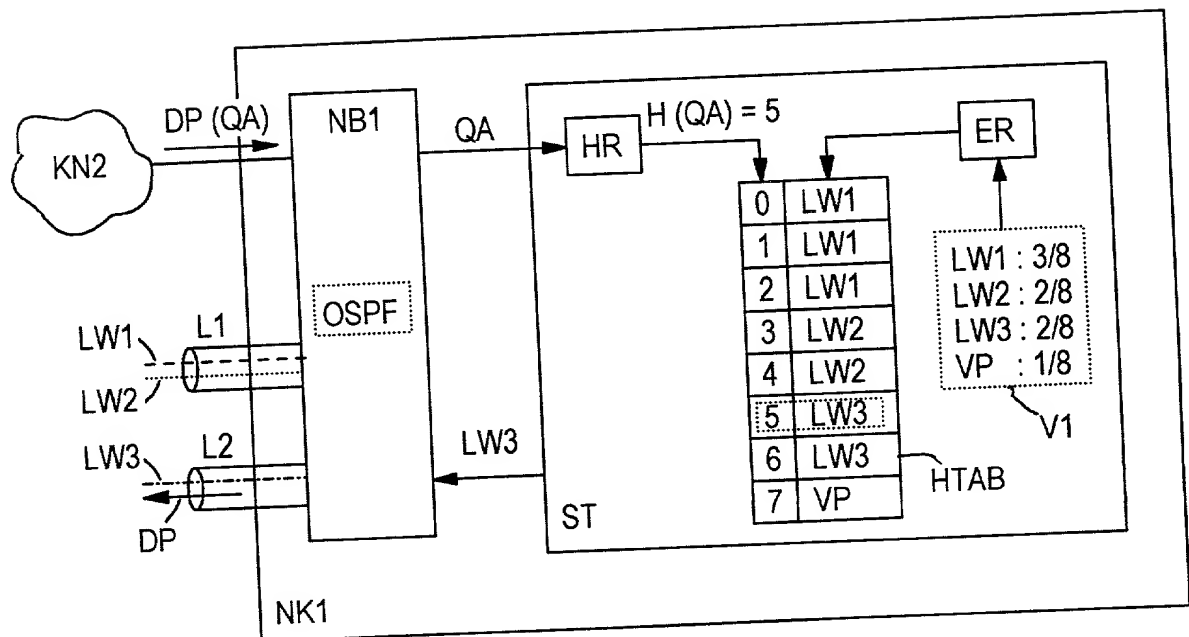 KN2
DP (QA)
NB1
QA
HR
H (QA) = 5
ER
0 LW1
1 LW1
2 LW1
3 LW2
4 LW2
5 LW3
6 LW3
7 VP
LW1 : 3/8
LW2 : 2/8
LW3 : 2/8
VP : 1/8
V1
HTAB
OSPF
LW1
LW2
L1
LW3
L2
DP
LW3
ST
NK1